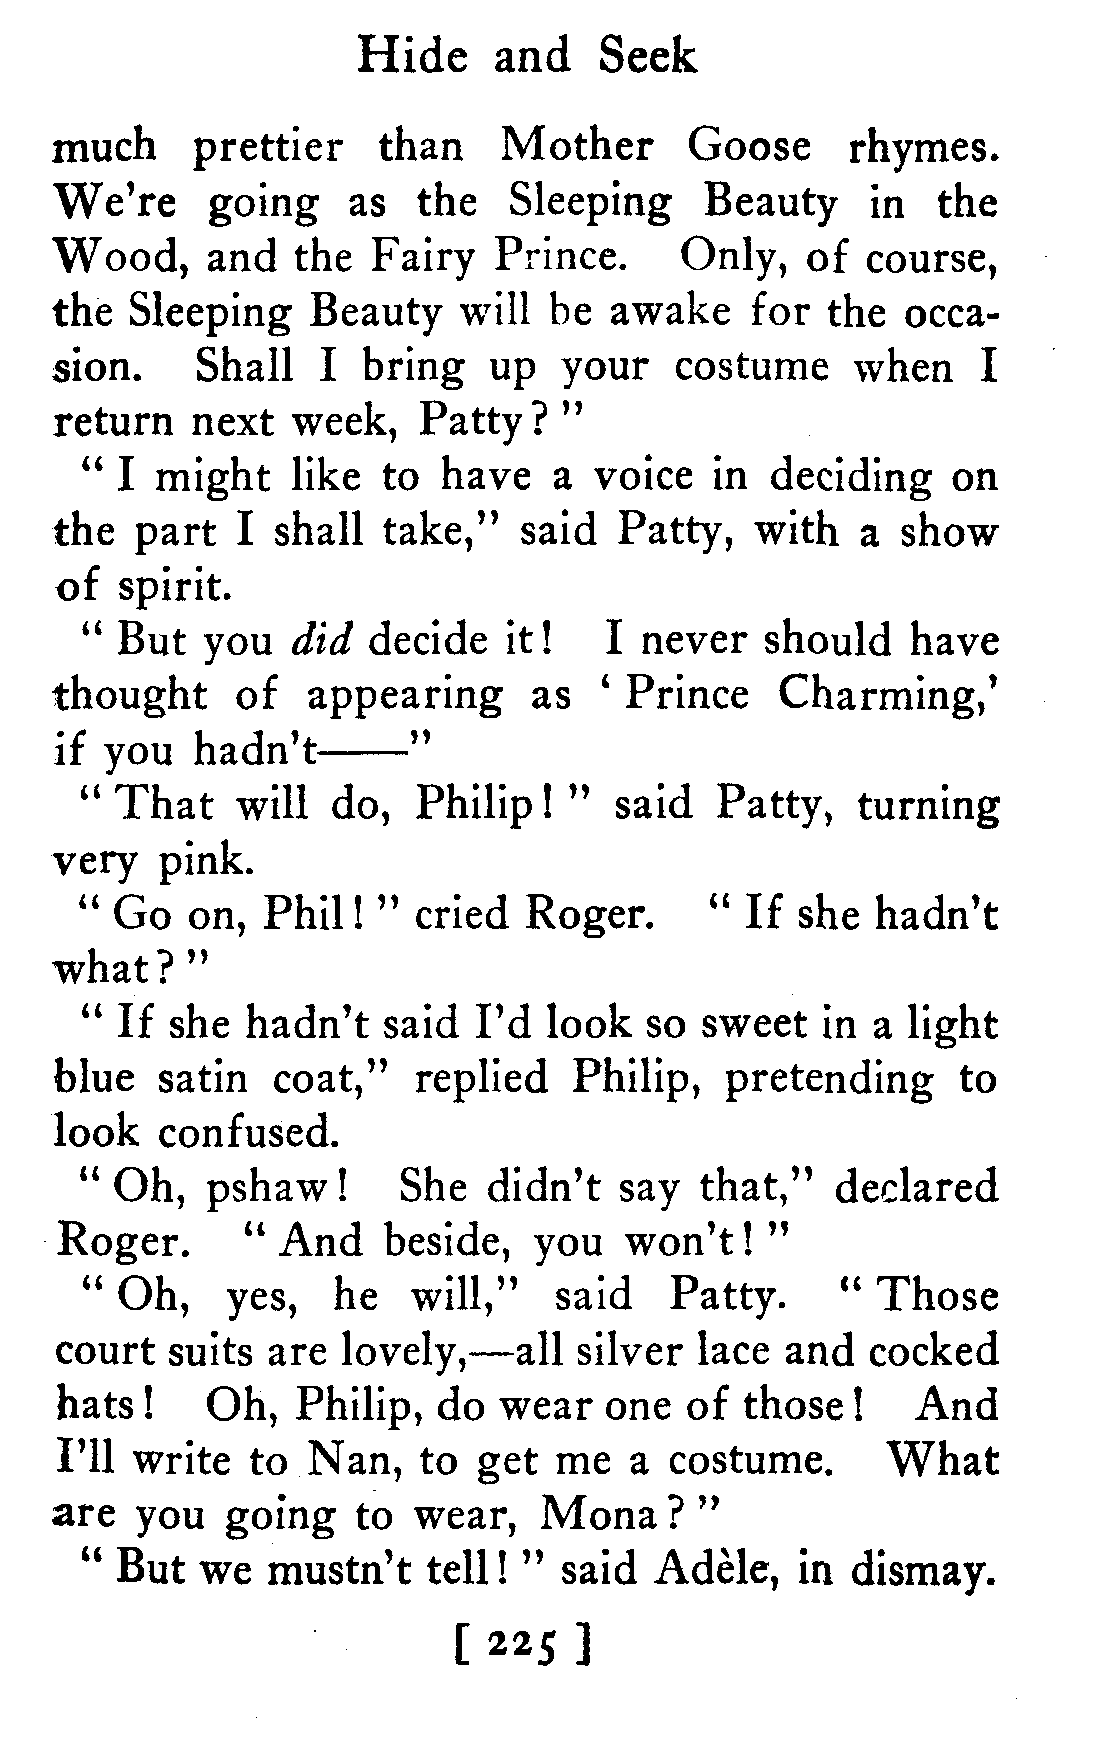 Hide and Seek
much prettier than Mother Goose rhymes.
We're going as the Sleeping Beauty in the
Wood, and the Fairy Prince. Only, of course,
the Sleeping Beauty will be awake for the occa-
sion. Shall I bring up your costume when I
return next week, Patty? "
" I might like to have a voice in deciding on
the part I shall take," said Patty, with a show
of spirit.
" But you did decide it! I never should have
thought of appearing as ' Prince Charming,'
if you hadn't——"
" That will do, Philip! " said Patty, turning
very pink.
" Go on, Phil! " cried Roger. " If she hadn't
what? "
" If she hadn't said I'd look so sweet in a light
blue satin coat," replied Philip, pretending to
look confused.
" Oh, pshaw! She didn't say that," declared
Roger. " And beside, you won't! "
" Oh, yes, he will," said Patty. " Those
court suits are lovely,—all silver lace and cocked
hats! Oh, Philip, do wear one of those! And
I'll write to Nan, to get me a costume. What
are you going to wear, Mona? "
" But we mustn't tell! " said Adèle, in dismay.
[ 225 ]